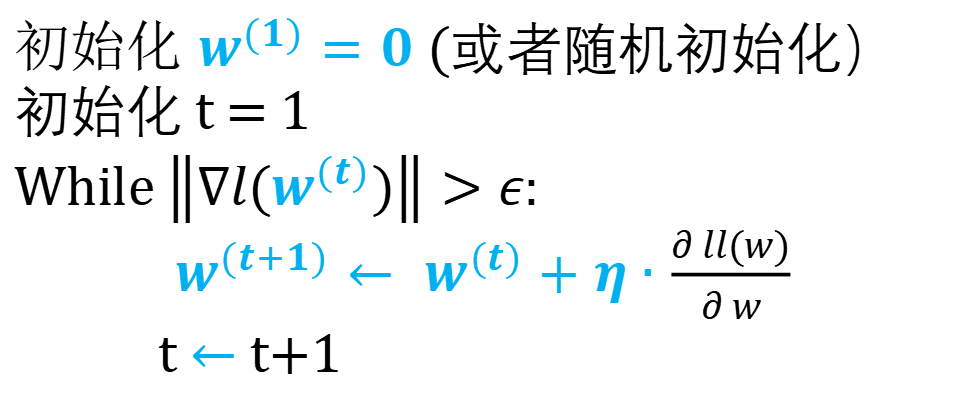 初始化 w^(1) = 0 (或者随机初始化）
初始化 t = 1
While ‖∇l(w^(t))‖ > ϵ:
w^(t+1) ← w^(t) + η · ∂ ll(w) / ∂ w
t ← t+1